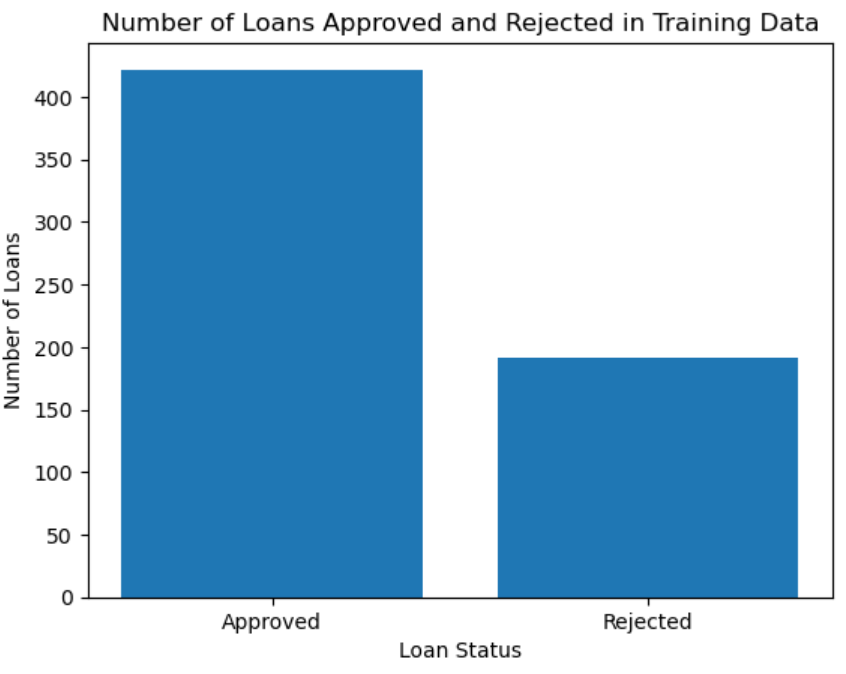 Number of Loans Approved and Rejected in Training Data
Number of Loans
400
350
300
250
200
150
100
50
0
Approved Rejected
Loan Status